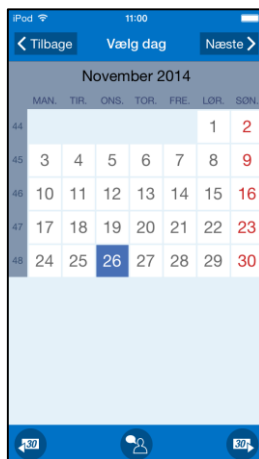 iPod 11:00
Tilbage Vælg dag Næste
November 2014
MAN. TIR. ONS. TOR. FRE. LØR. SØN.
44 1 2
45 3 4 5 6 7 8 9
46 10 11 12 13 14 15 16
47 17 18 19 20 21 22 23
48 24 25 26 27 28 29 30
30 30